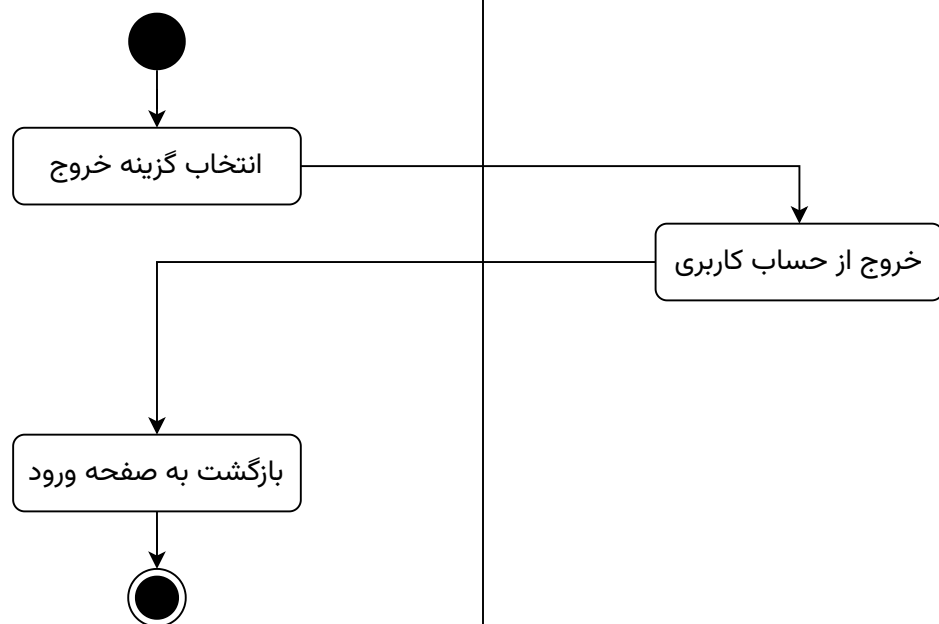 انتخاب گزینه خروج
خروج از حساب کاربری
بازگشت به صفحه ورود